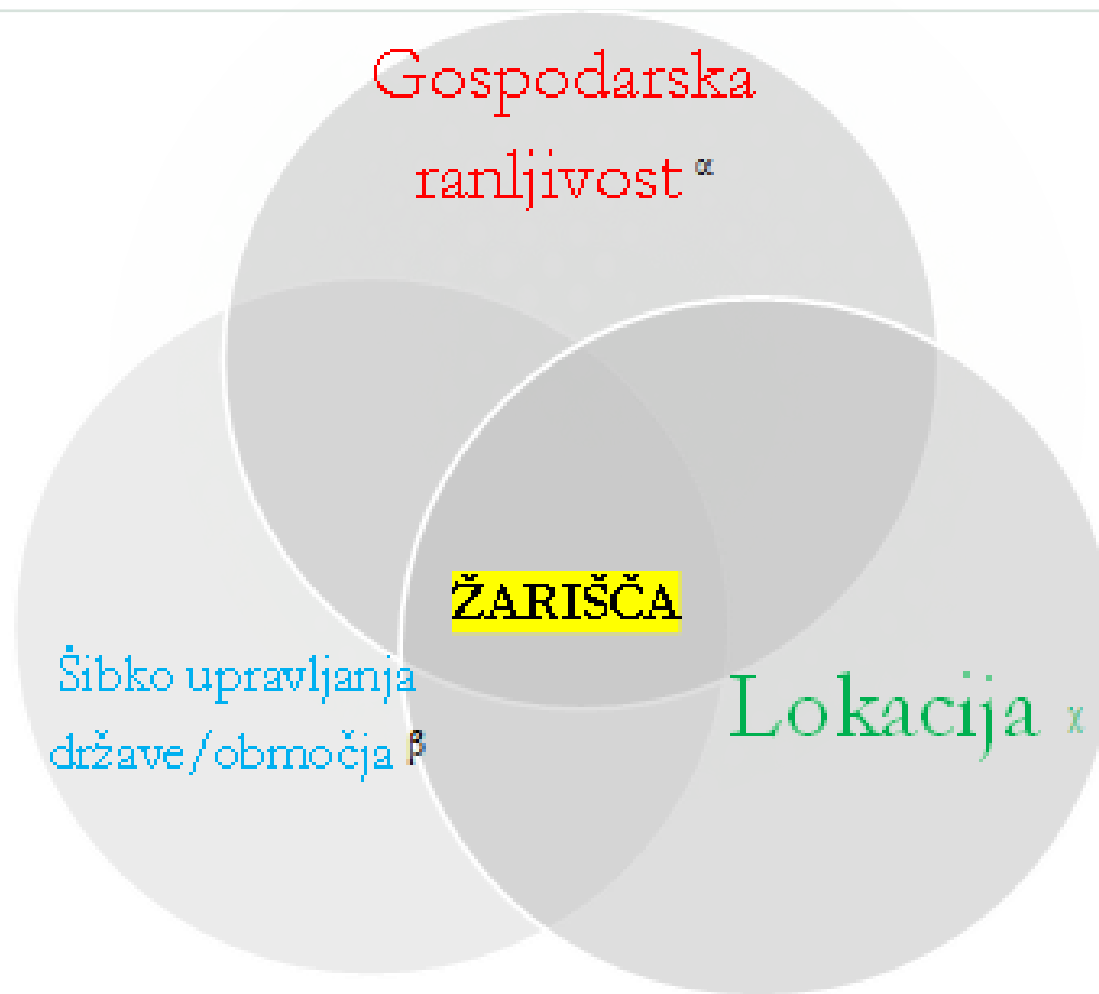 Gospodarska
ranljivost α
ŽARIŠČA
Šibko upravljanja
države/območja β
Lokacija χ